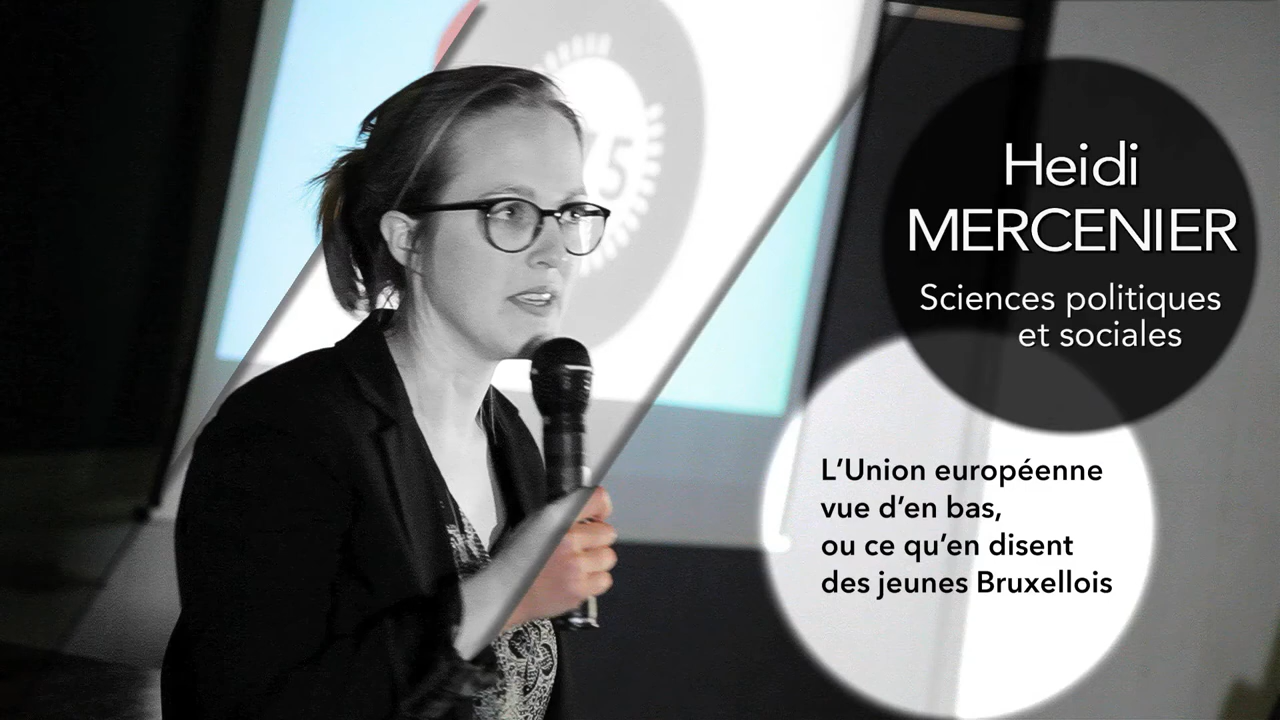 Heidi
MERCENIER
Sciences politiques
et sociales
L’Union européenne
vue d’en bas,
ou ce qu’en disent
des jeunes Bruxellois